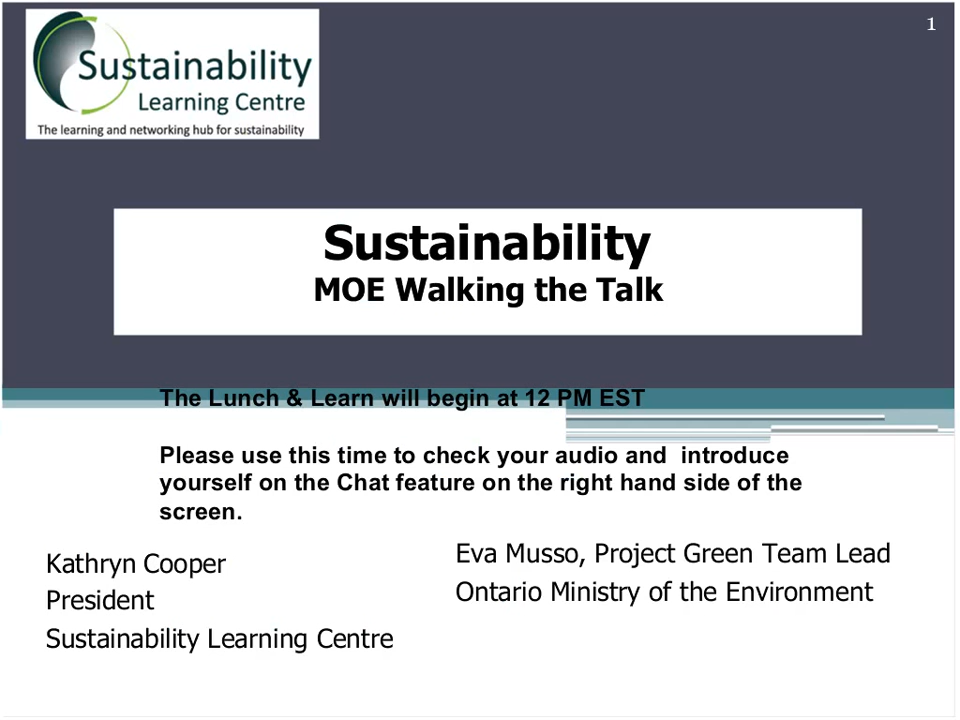 1
Sustainability
Learning Centre
The learning and networking hub for sustainability
Sustainability
MOE Walking the Talk
The Lunch & Learn will begin at 12 PM EST
Please use this time to check your audio and  introduce
yourself on the Chat feature on the right hand side of the
screen.
Kathryn Cooper
President
Sustainability Learning Centre
Eva Musso, Project Green Team Lead
Ontario Ministry of the Environment